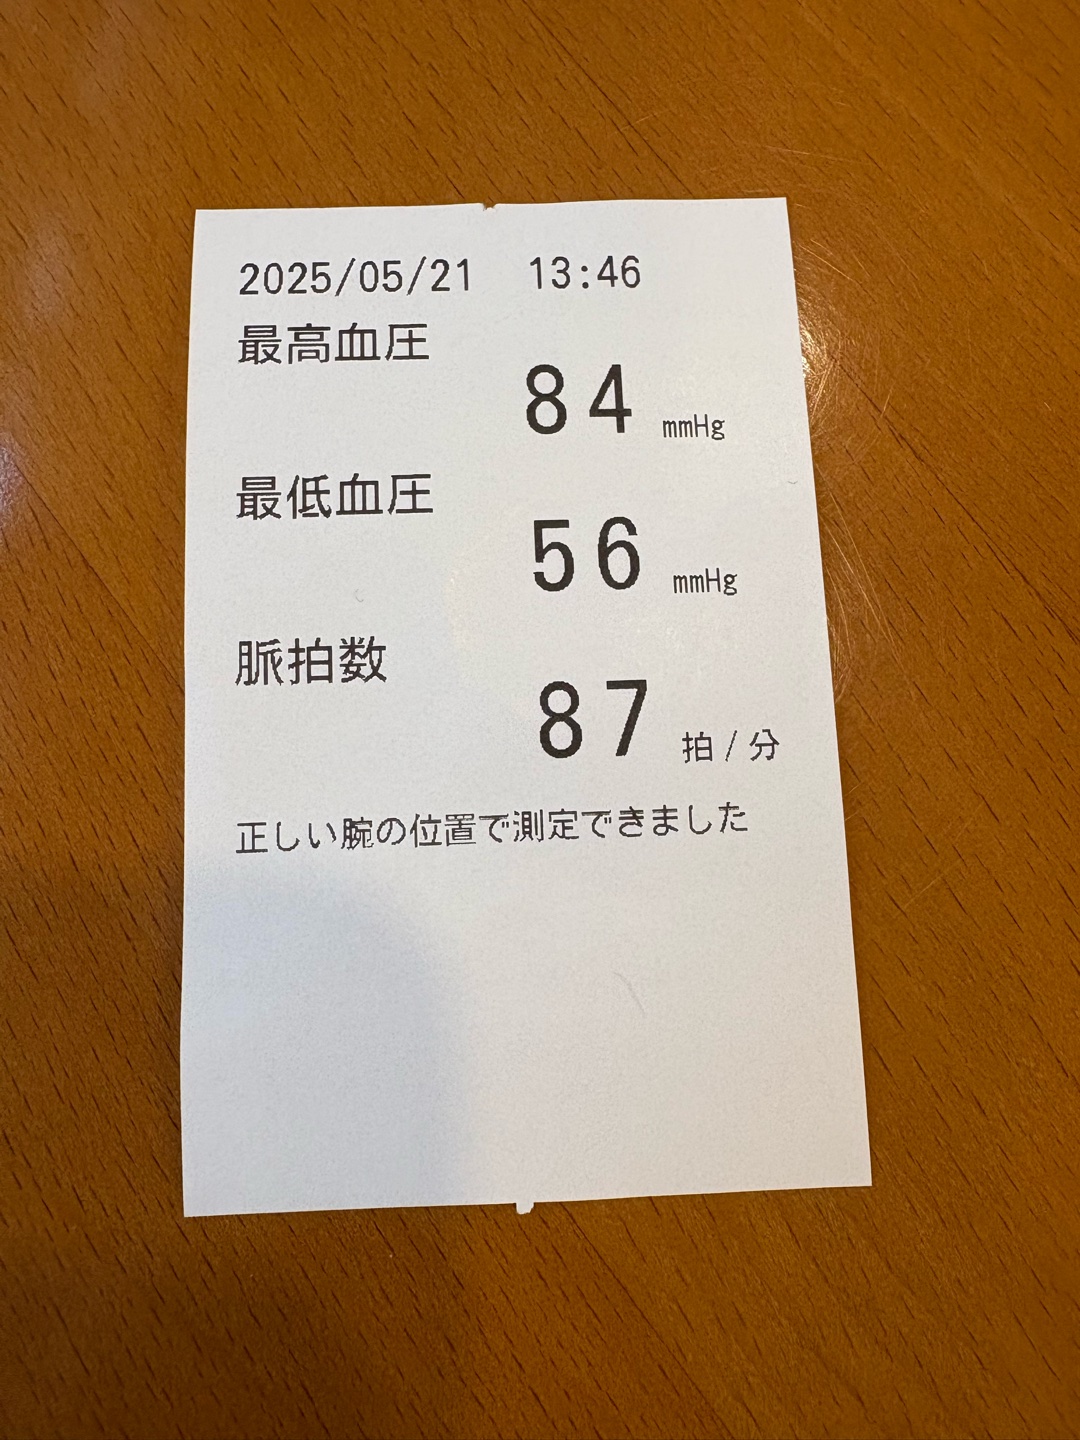 2025/05/21 13:46
最高血圧
84 mmHg
最低血圧
56 mmHg
脈拍数
87 拍/分
正しい腕の位置で測定できました